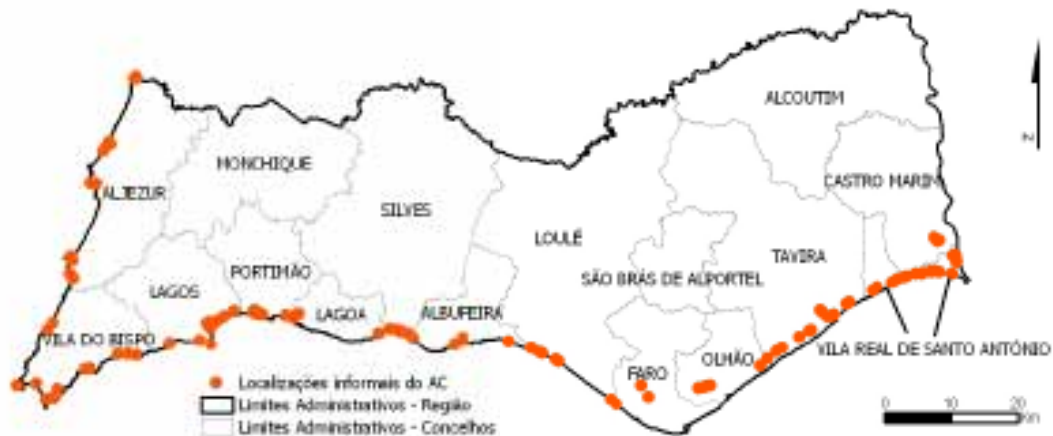 ALCOUTIM
N
MONCHIQUE
CASTRO MARIM
ALJEZUR
SILVES
LOULÉ
TAVIRA
PORTIMÃO
SÃO BRÁS DE ALPORTEL
LAGOS
LAGOA
ALBUFEIRA
VILA DO BISPO
VILA REAL DE SANTO ANTÓNIO
OLHÃO
FARO
Localizações informais do AC
Limites Administrativos - Região
Limites Administrativos - Concelhos
0 10 20
Km